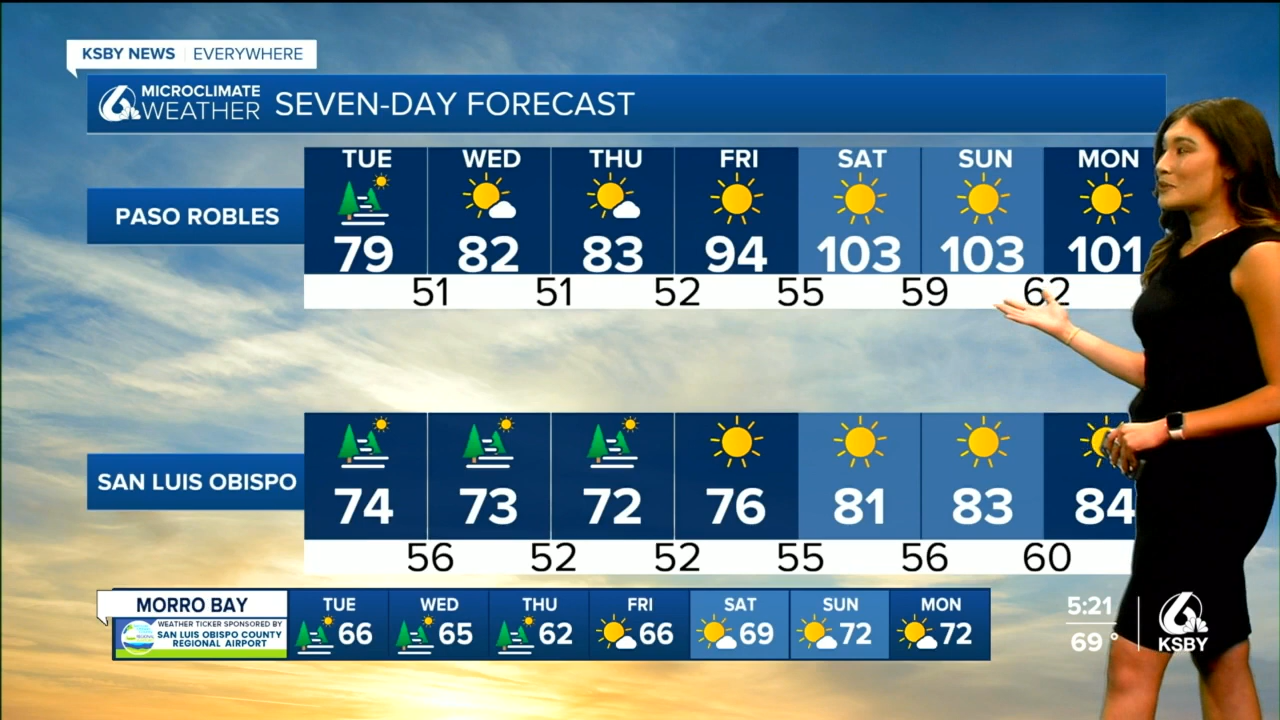 KSBY NEWS | EVERYWHERE
6 MICROCLIMATE WEATHER SEVEN-DAY FORECAST
TUE WED THU FRI SAT SUN MON
PASO ROBLES
79 82 83 94 103 103 101
51 51 52 55 59 62
SAN LUIS OBISPO
74 73 72 76 81 83 84
56 52 52 55 56 60
MORRO BAY
WEATHER TICKER SPONSORED BY
SAN LUIS OBISPO COUNTY
REGIONAL AIRPORT
TUE WED THU FRI SAT SUN MON
66 65 62 66 69 72 72
5:21
69°
6
KSBY